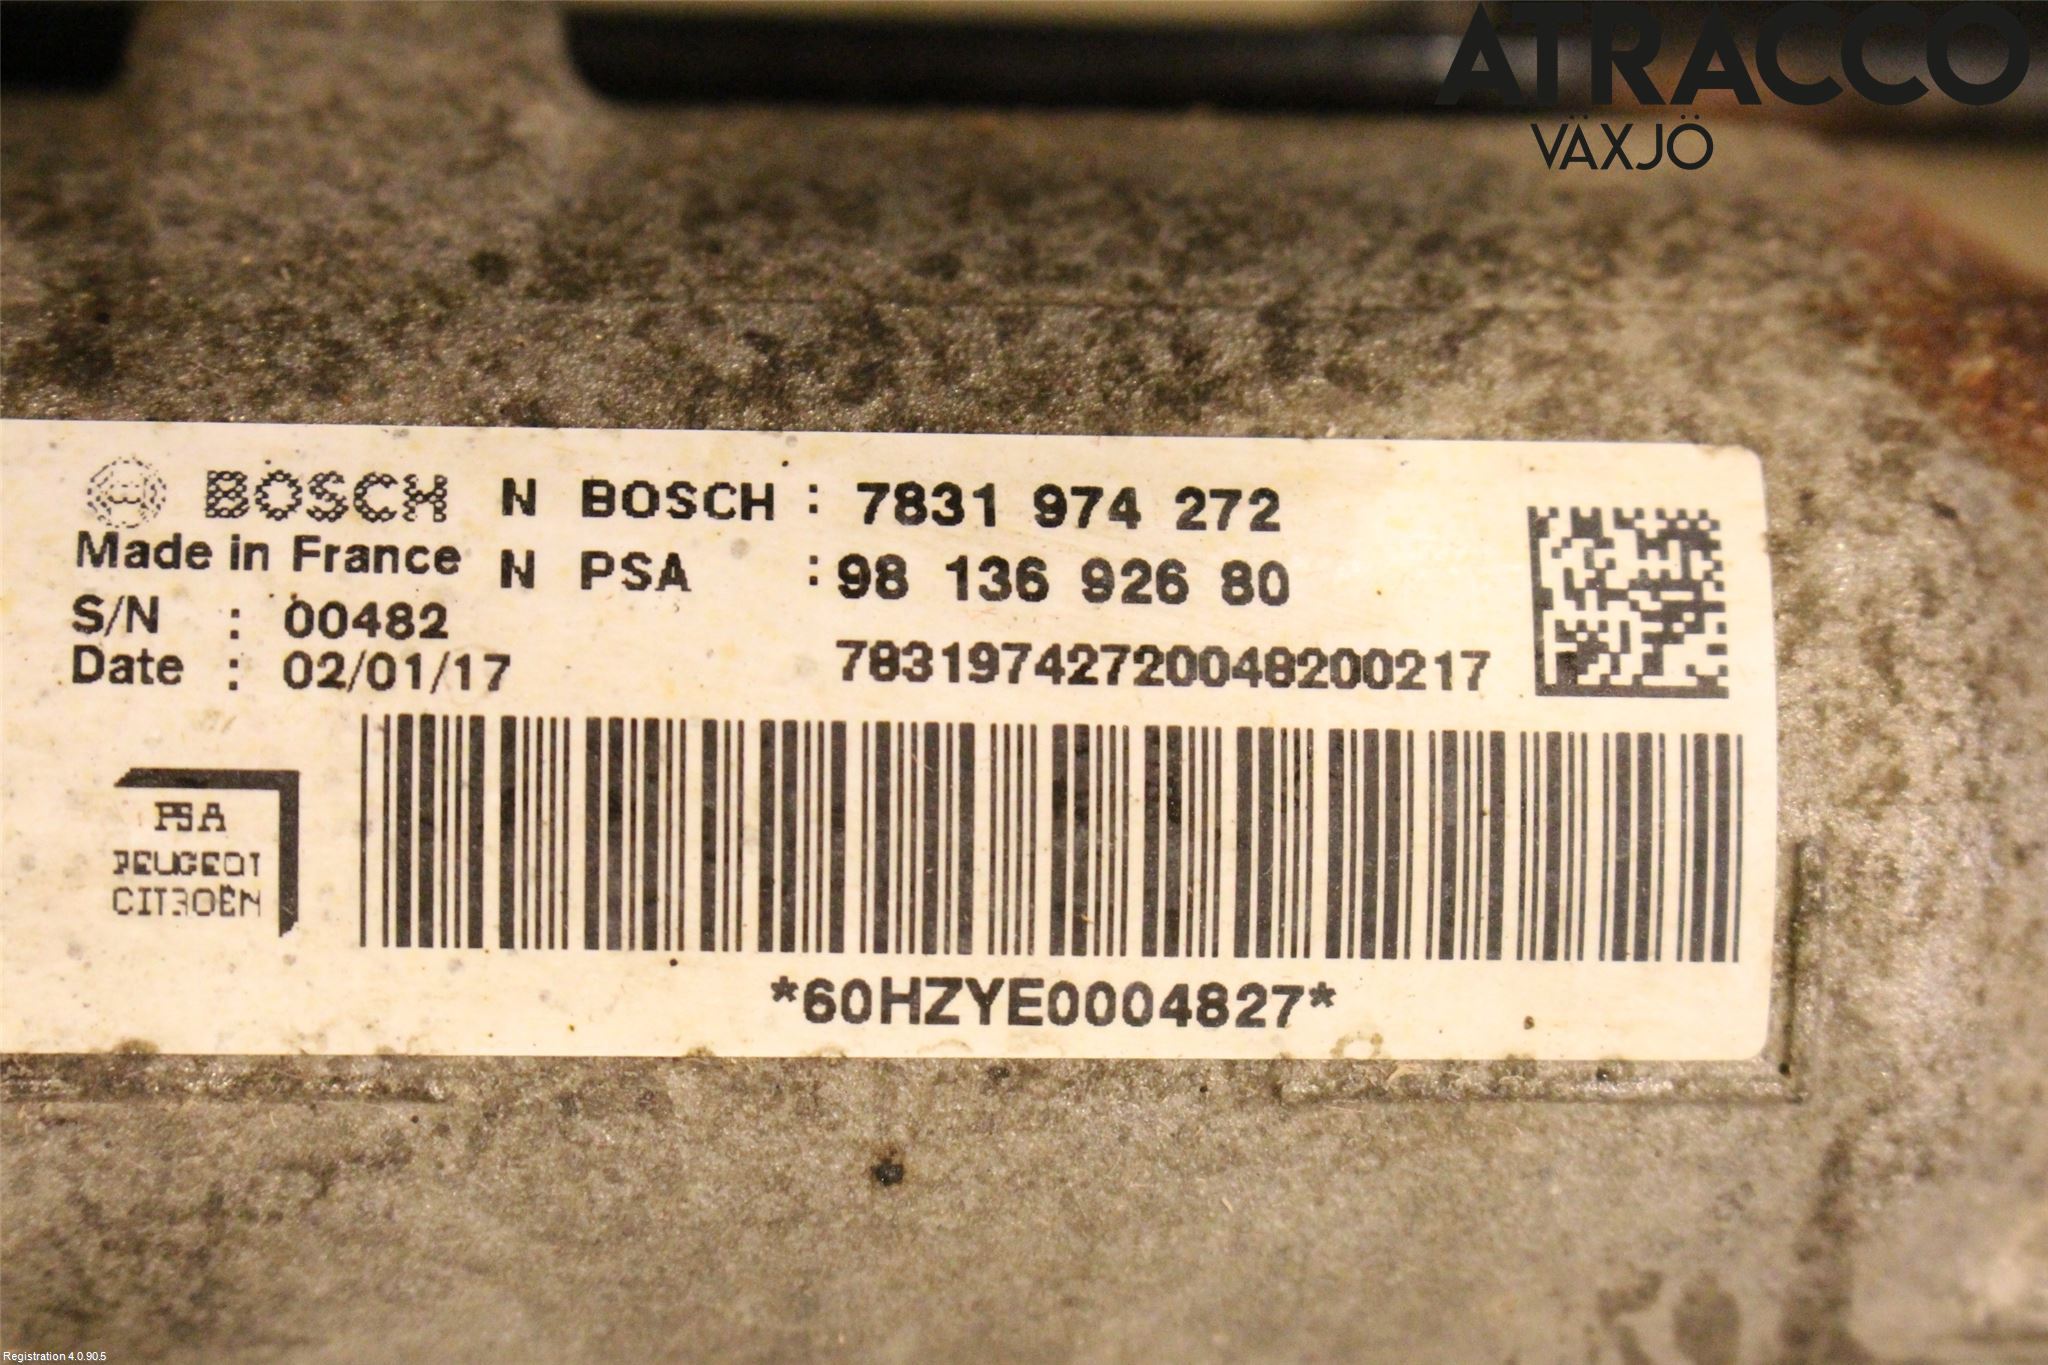 ATRACCO
VÄXJÖ
BOSCH N BOSCH : 7831 974 272
Made in France N PSA : 98 136 926 80
S/N : 00482
Date : 02/01/17 78319742720048200217
PSA
PEUGEOT
CITROËN
*60HZYE0004827*
Registration 4.0.90.5